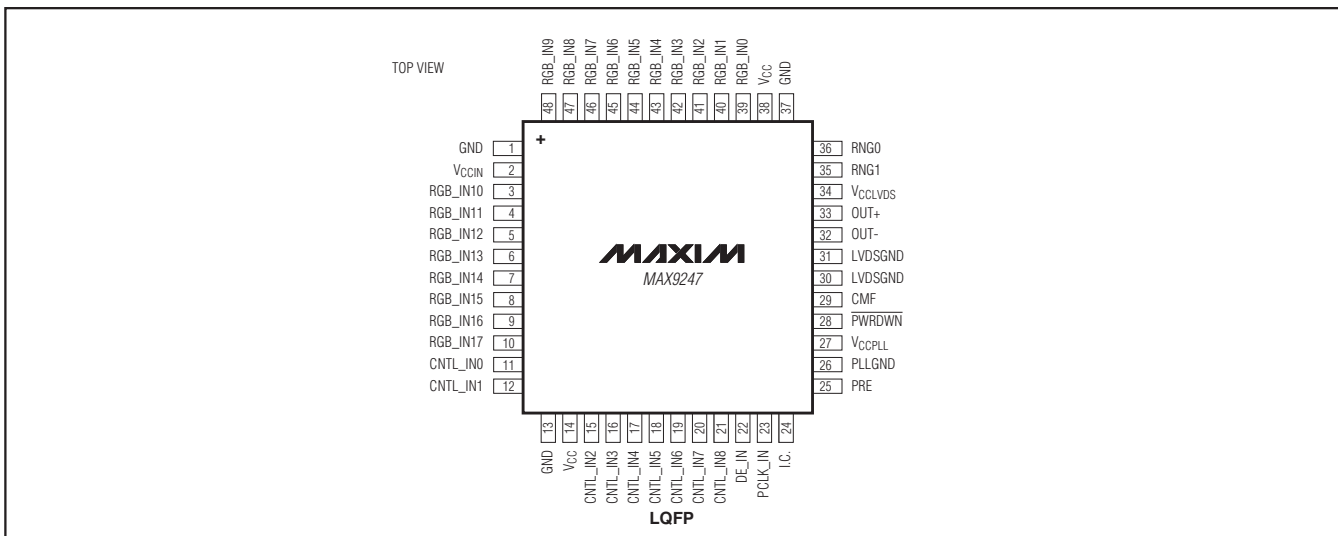 TOP VIEW
RGB_IN9
RGB_IN8
RGB_IN7
RGB_IN6
RGB_IN5
RGB_IN4
RGB_IN3
RGB_IN2
RGB_IN1
RGB_IN0
VCC
GND
48 47 46 45 44 43 42 41 40 39 38 37
+
GND 1
VCCIN 2
RGB_IN10 3
RGB_IN11 4
RGB_IN12 5
RGB_IN13 6
RGB_IN14 7
RGB_IN15 8
RGB_IN16 9
RGB_IN17 10
CNTL_IN0 11
CNTL_IN1 12
MAXIM
MAX9247
36 RNG0
35 RNG1
34 VCCLVDS
33 OUT+
32 OUT-
31 LVDSGND
30 LVDSGND
29 CMF
28 PWRDWN
27 VCCPLL
26 PLLGND
25 PRE
13 14 15 16 17 18 19 20 21 22 23 24
GND
VCC
CNTL_IN2
CNTL_IN3
CNTL_IN4
CNTL_IN5
CNTL_IN6
CNTL_IN7
CNTL_IN8
DE_IN
PCLK_IN
I.C.
LQFP